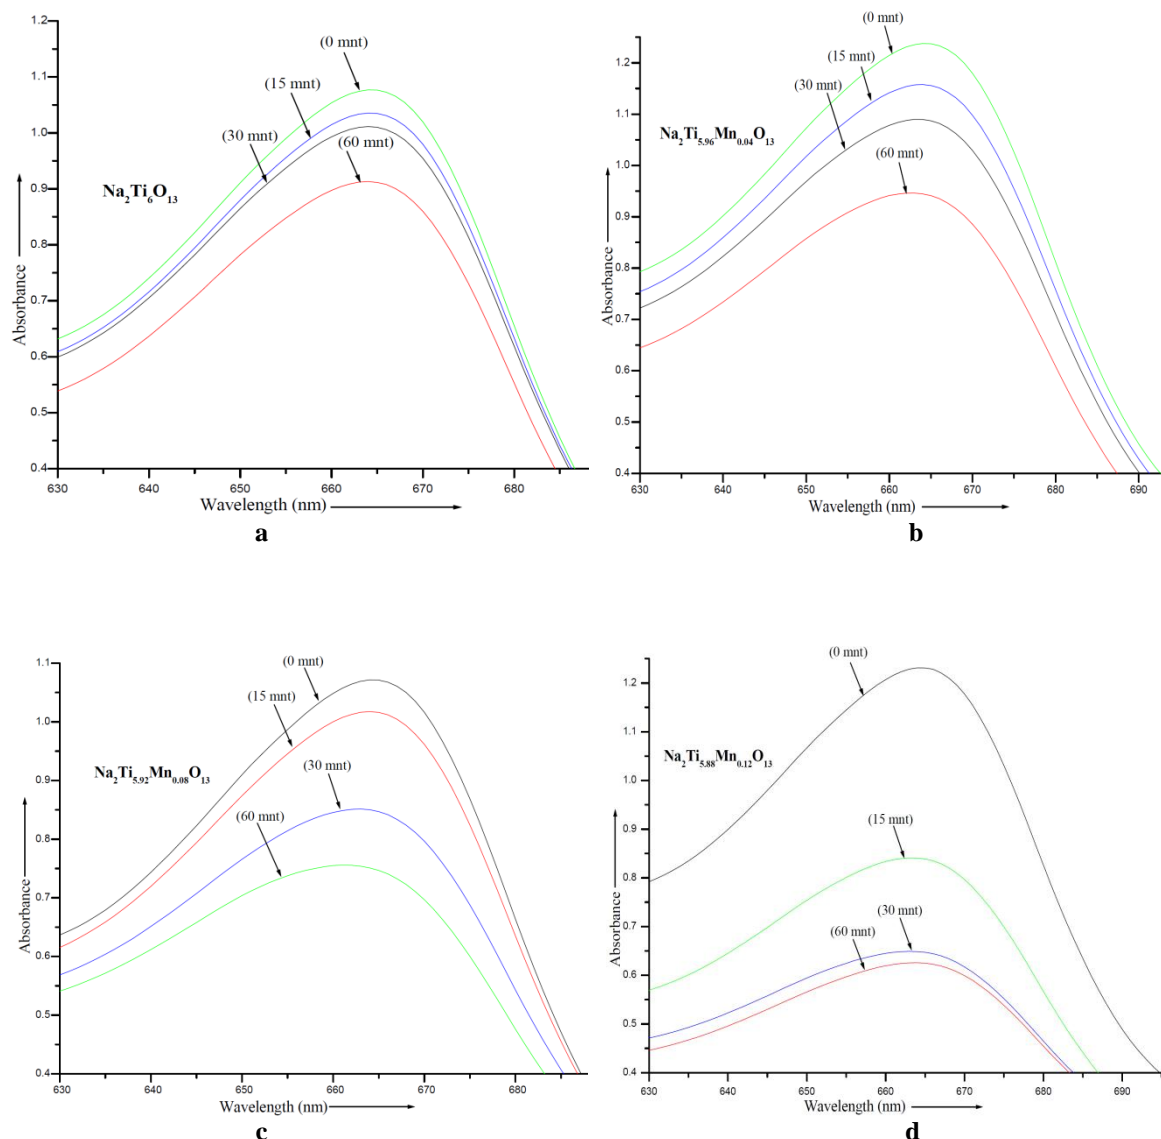 1.2
1.1
1.0
0.9
0.8
0.7
0.6
0.5
0.4
Absorbance
(0 mnt)
(15 mnt)
(30 mnt)
(60 mnt)
Na₂Ti₆O₁₃
630 640 650 660 670 680
Wavelength (nm)
a
1.2
1.1
1.0
0.9
0.8
0.7
0.6
0.5
0.4
Absorbance
(0 mnt)
(15 mnt)
(30 mnt)
(60 mnt)
Na₂Ti₅.₉₆Mn₀.₀₄O₁₃
630 640 650 660 670 680 690
Wavelength (nm)
b
1.1
1.0
0.9
0.8
0.7
0.6
0.5
0.4
Absorbance
(0 mnt)
(15 mnt)
(30 mnt)
(60 mnt)
Na₂Ti₅.₉₂Mn₀.₀₈O₁₃
630 640 650 660 670 680
Wavelength (nm)
c
1.2
1.1
1.0
0.9
0.8
0.7
0.6
0.5
0.4
Absorbance
(0 mnt)
(15 mnt)
(30 mnt)
(60 mnt)
Na₂Ti₅.₈₈Mn₀.₁₂O₁₃
630 640 650 660 670 680 690
Wavelength (nm)
d